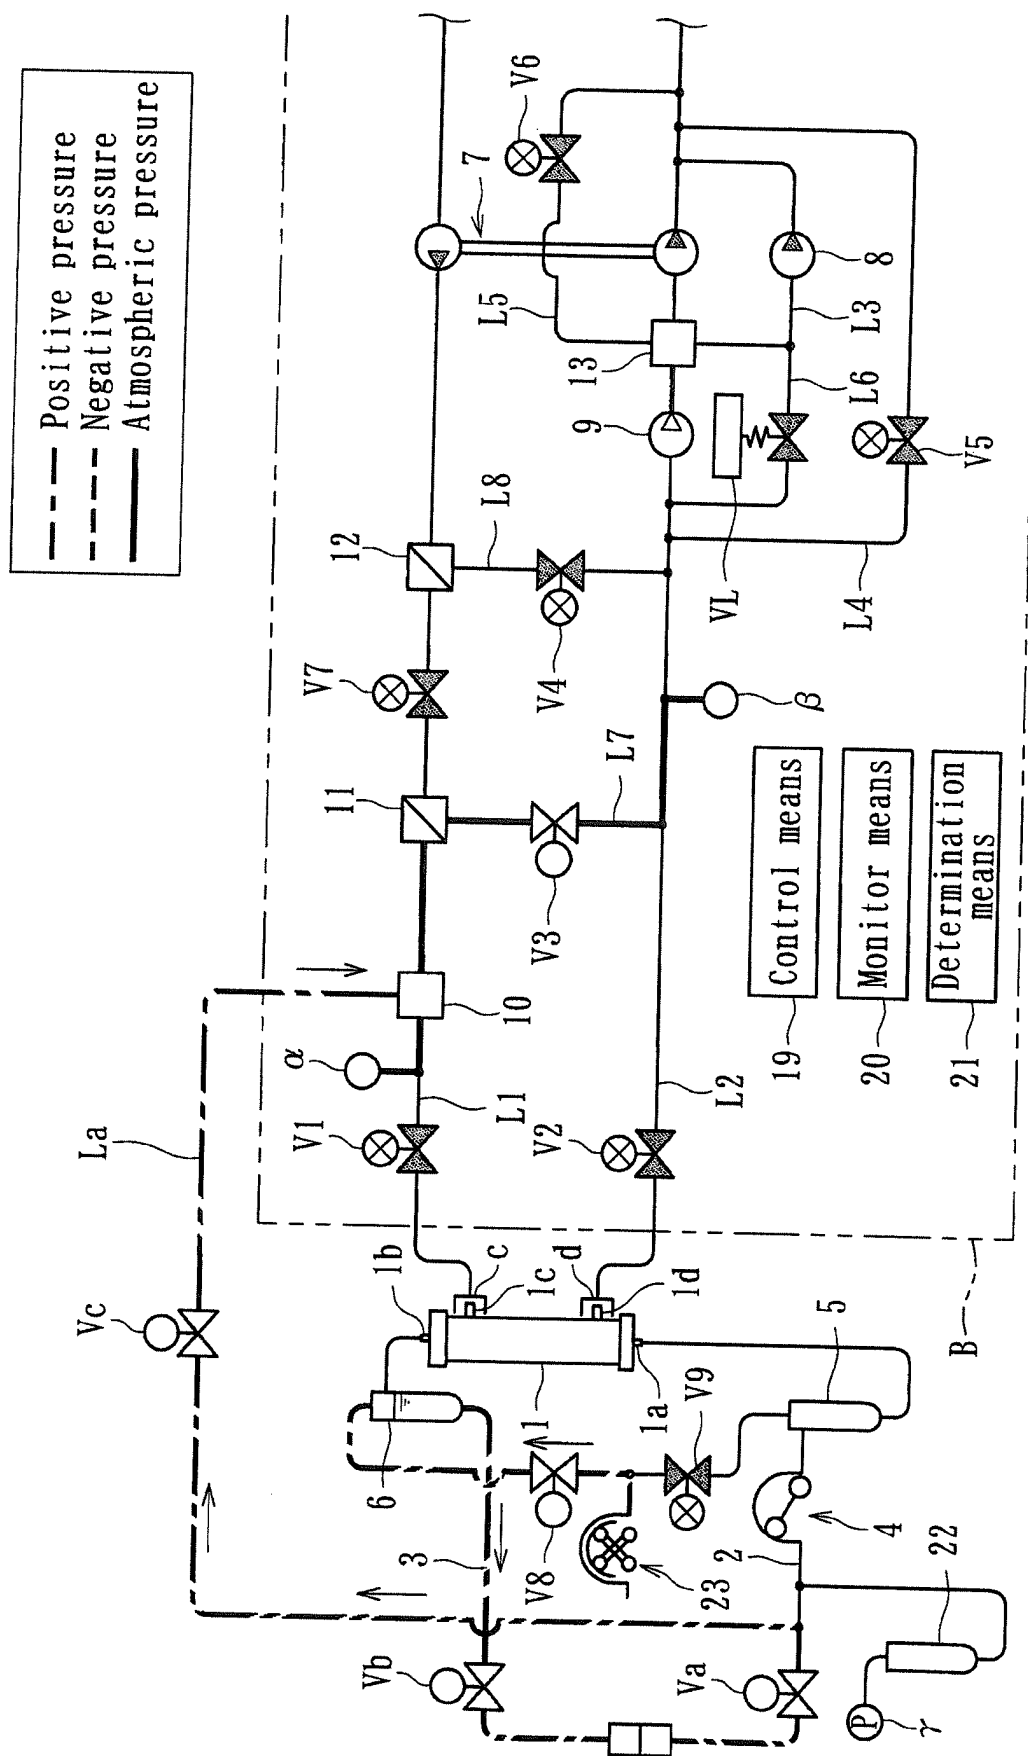 Positive pressure
Negative pressure
Atmospheric pressure
V6
7
L5
13
8
L3
L6
9
V5
12
L8
VL
L4
V7
V4
β
11
L7
V3
Control means
Monitor means
Determination
means
19
20
21
10
α
L1
L2
La
V1
V2
Vc
1b
c
1c
d
1d
B
5
6
1
1a
V9
3
V8
23
2
4
22
Vb
Va
P
γ